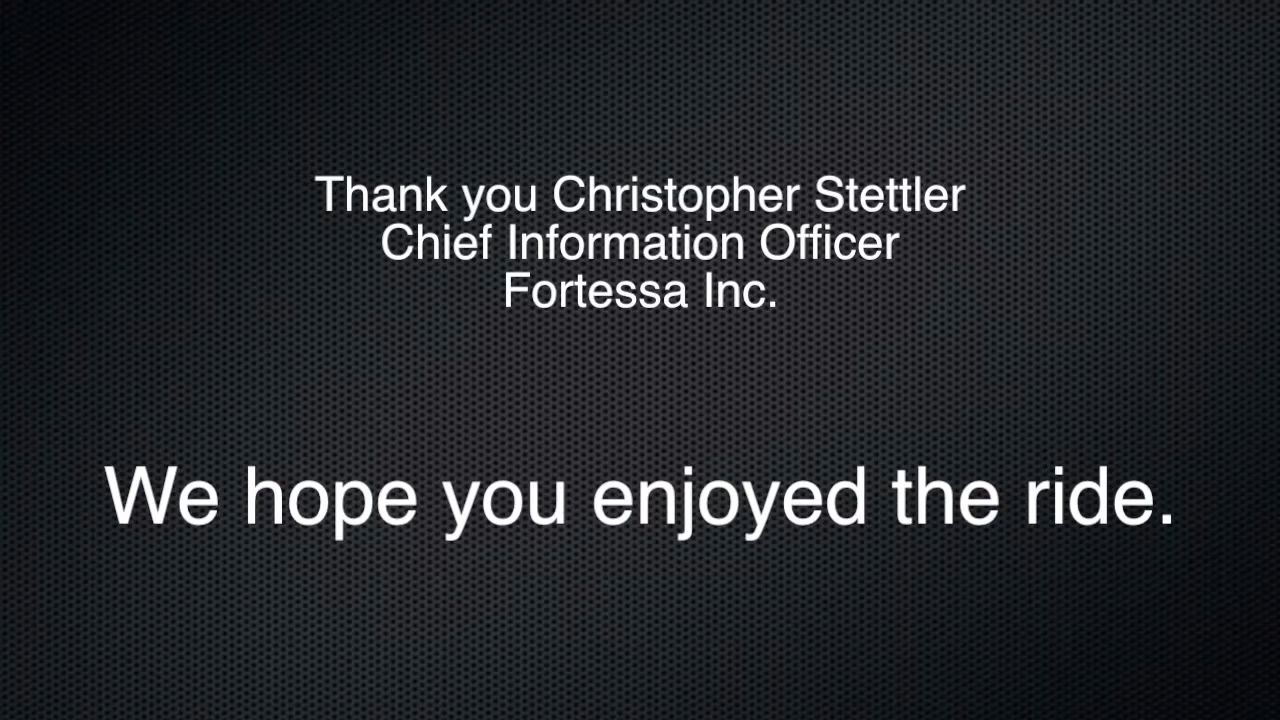 Thank you Christopher Stettler
Chief Information Officer
Fortessa Inc.
We hope you enjoyed the ride.